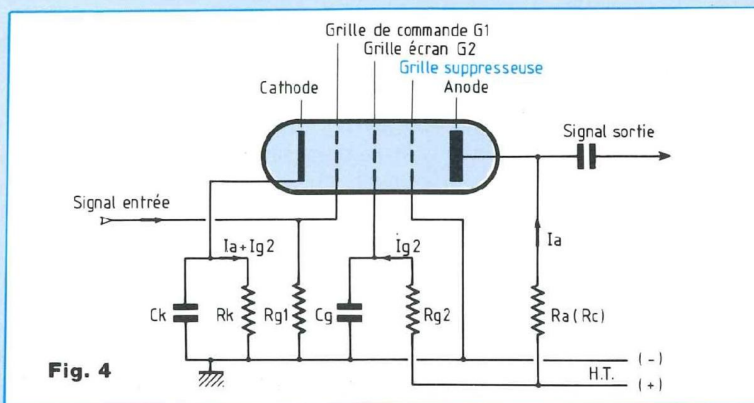 Grille de commande G1
Grille écran G2
Grille suppresseuse
Cathode
Anode
Signal sortie
Signal entrée
Ia+Ig2
Ig2
Ia
Ck
Rk
Rg1
Cg
Rg2
Ra (Rc)
(-)
H.T.
(+)
Fig. 4